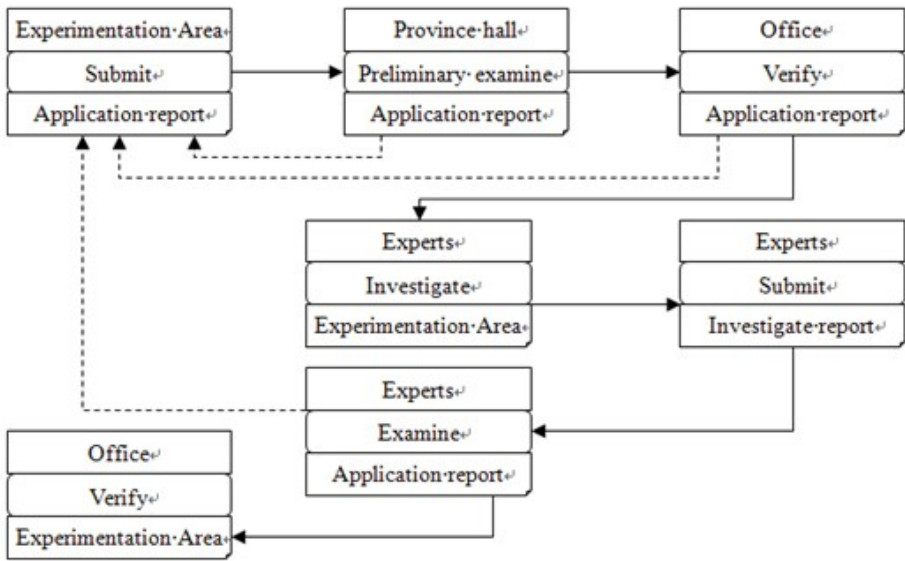 Experimentation·Area
Submit↵
Application·report↵
Province·hall↵
Preliminary· examine↵
Application·report↵
Office↵
Verify↵
Application·report↵
Experts↵
Investigate↵
Experimentation·Area
Experts↵
Submit↵
Investigate·report↵
Experts↵
Examine↵
Application·report↵
Office↵
Verify↵
Experimentation·Area↵